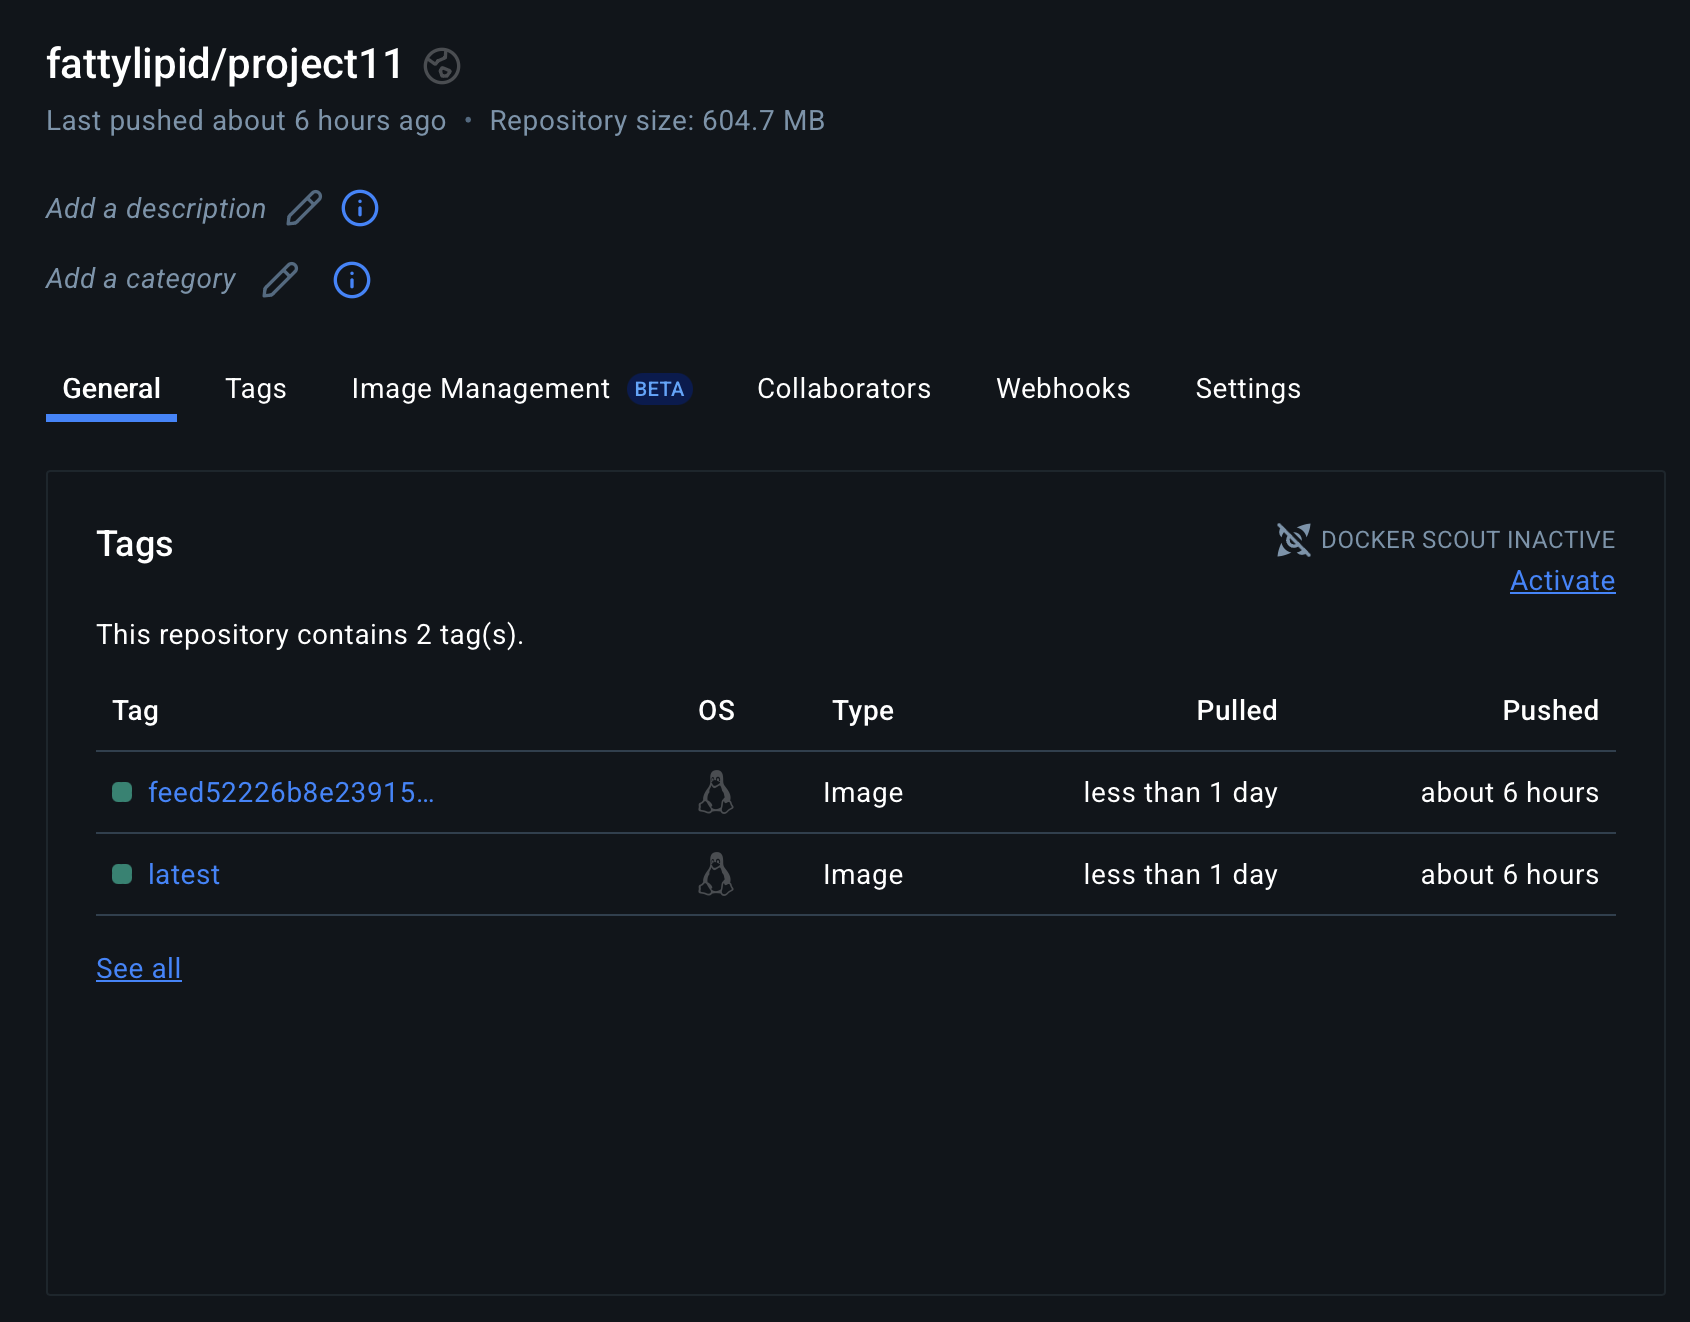 fattylipid/project11
Last pushed about 6 hours ago • Repository size: 604.7 MB
Add a description
Add a category
General Tags Image Management BETA Collaborators Webhooks Settings
Tags
DOCKER SCOUT INACTIVE
Activate
This repository contains 2 tag(s).
Tag OS Type Pulled Pushed
feed52226b8e23915... Image less than 1 day about 6 hours
latest Image less than 1 day about 6 hours
See all